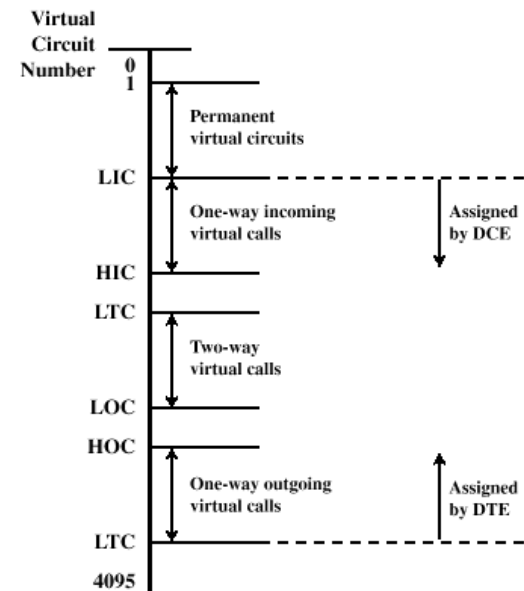 Virtual
Circuit
Number
0
1
Permanent
virtual circuits
LIC
One-way incoming
virtual calls
Assigned
by DCE
HIC
LTC
Two-way
virtual calls
LOC
HOC
One-way outgoing
virtual calls
Assigned
by DTE
LTC
4095